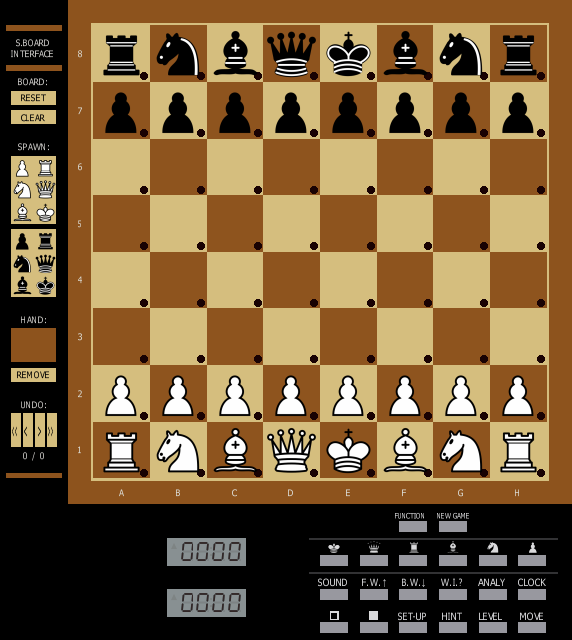 S.BOARD
INTERFACE
BOARD:
RESET
CLEAR
SPAWN:
HAND:
REMOVE
UNDO:
0 / 0
8
7
6
5
4
3
2
1
A B C D E F G H
FUNCTION NEW GAME
0000
SOUND F.W.↑ B.W.↓ W.I.? ANALY CLOCK
0000
SET-UP HINT LEVEL MOVE